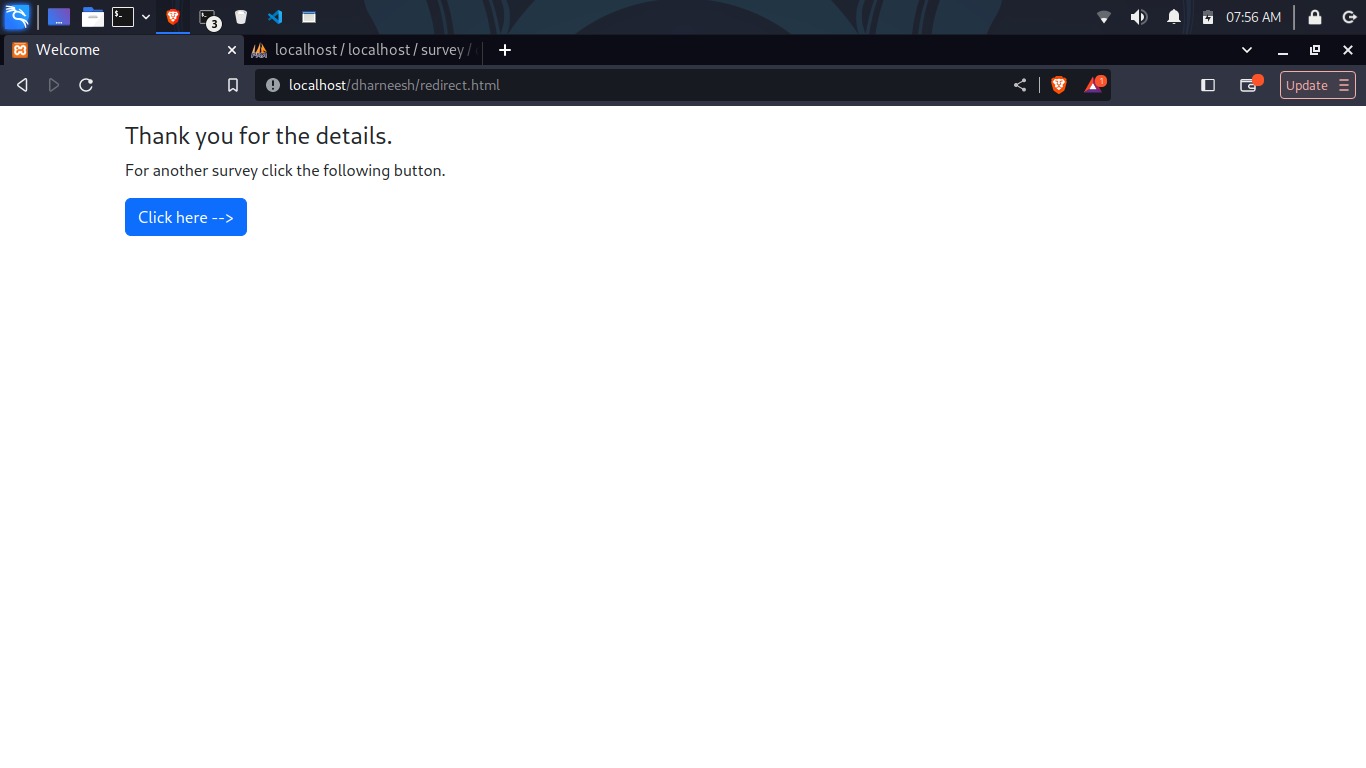 3
07:56 AM
Welcome
localhost / localhost / survey /
localhost/dharneesh/redirect.html
1
Update
Thank you for the details.
For another survey click the following button.
Click here -->